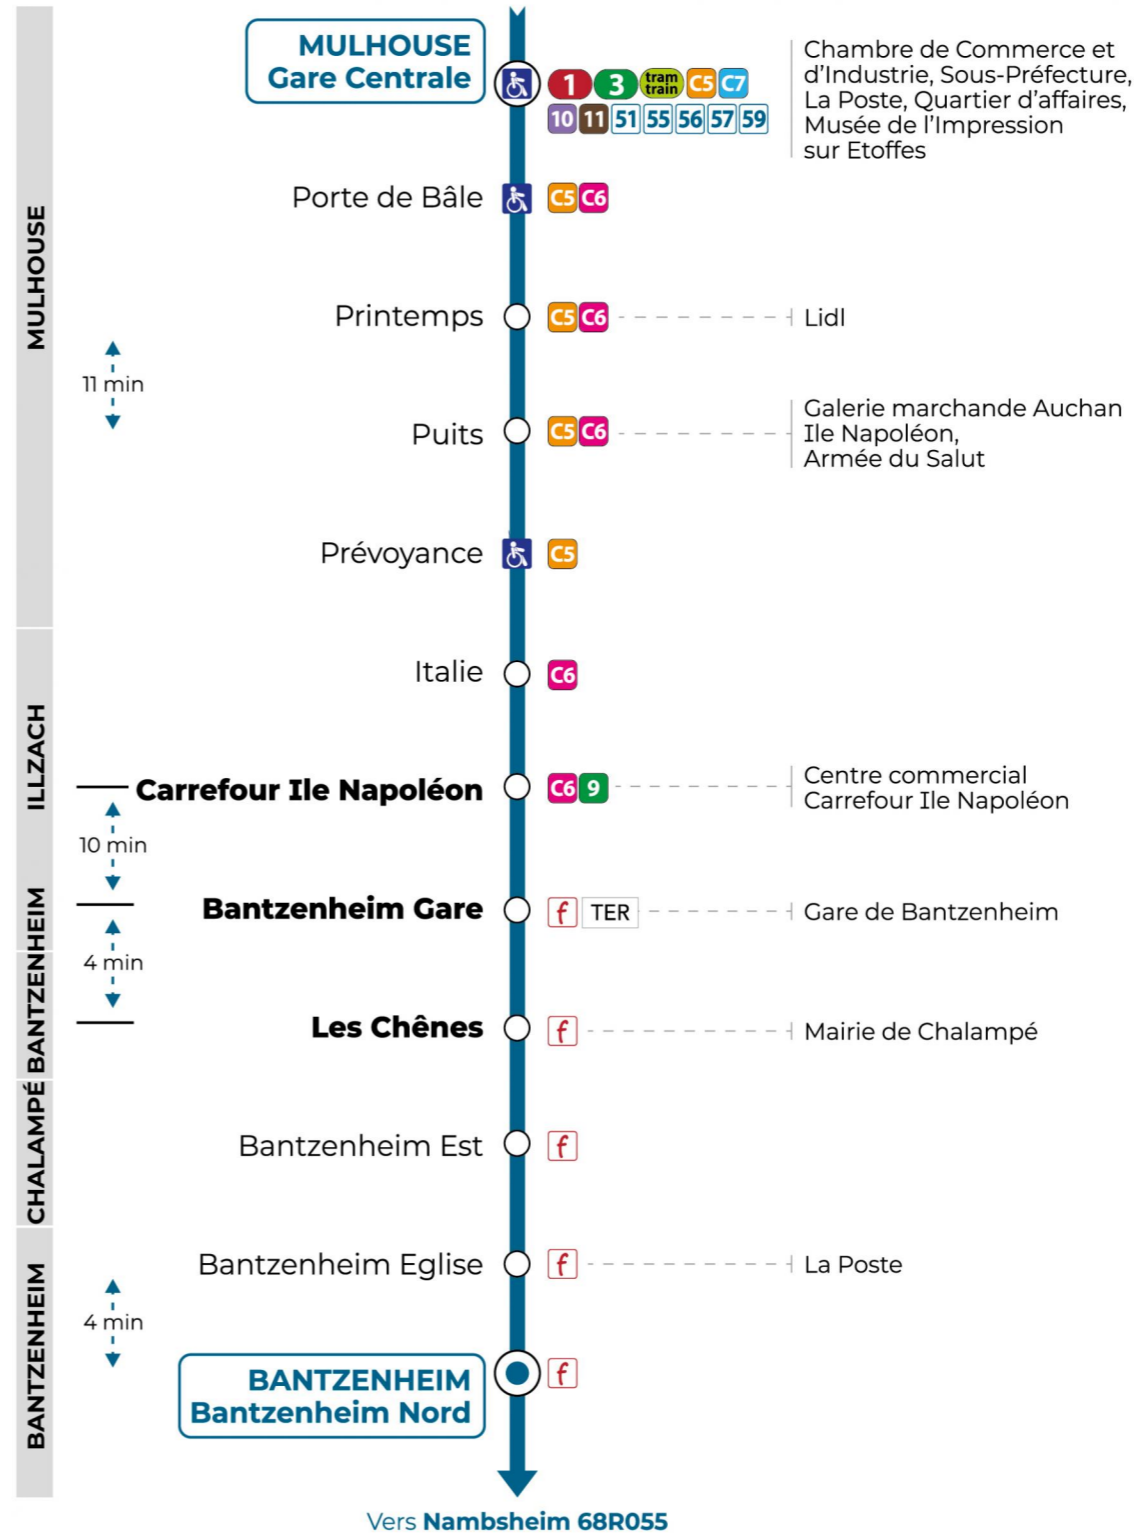 MULHOUSE
Gare Centrale
1 3 tram train C5 C7
10 11 51 55 56 57 59
Chambre de Commerce et
d'Industrie, Sous-Préfecture,
La Poste, Quartier d'affaires,
Musée de l'Impression
sur Etoffes
MULHOUSE
Porte de Bâle C5 C6
Printemps C5 C6 Lidl
11 min
Puits C5 C6
Galerie marchande Auchan
Ile Napoléon,
Armée du Salut
Prévoyance C5
Italie C6
ILLZACH
Carrefour Ile Napoléon C6 9
Centre commercial
Carrefour Ile Napoléon
10 min
Bantzenheim Gare f TER Gare de Bantzenheim
BANTZENHEIM
4 min
Les Chênes f Mairie de Chalampé
CHALAMPÉ
Bantzenheim Est f
Bantzenheim Eglise f La Poste
BANTZENHEIM
4 min
BANTZENHEIM
Bantzenheim Nord
f
Vers Nambsheim 68R055